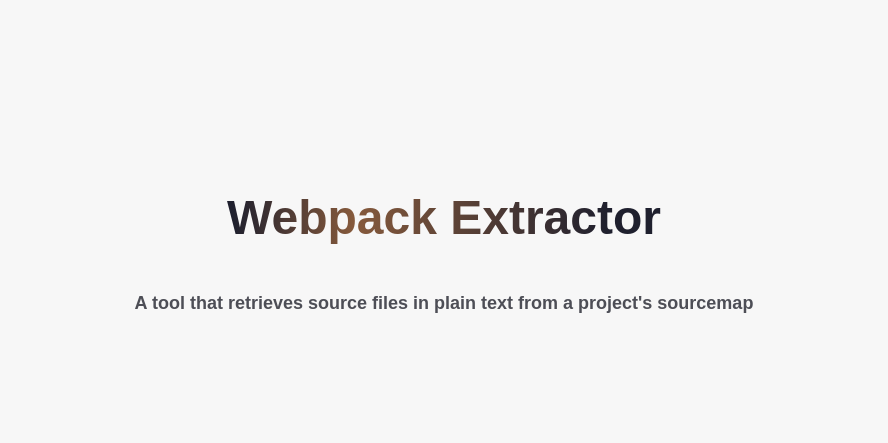 Webpack Extractor
A tool that retrieves source files in plain text from a project's sourcemap